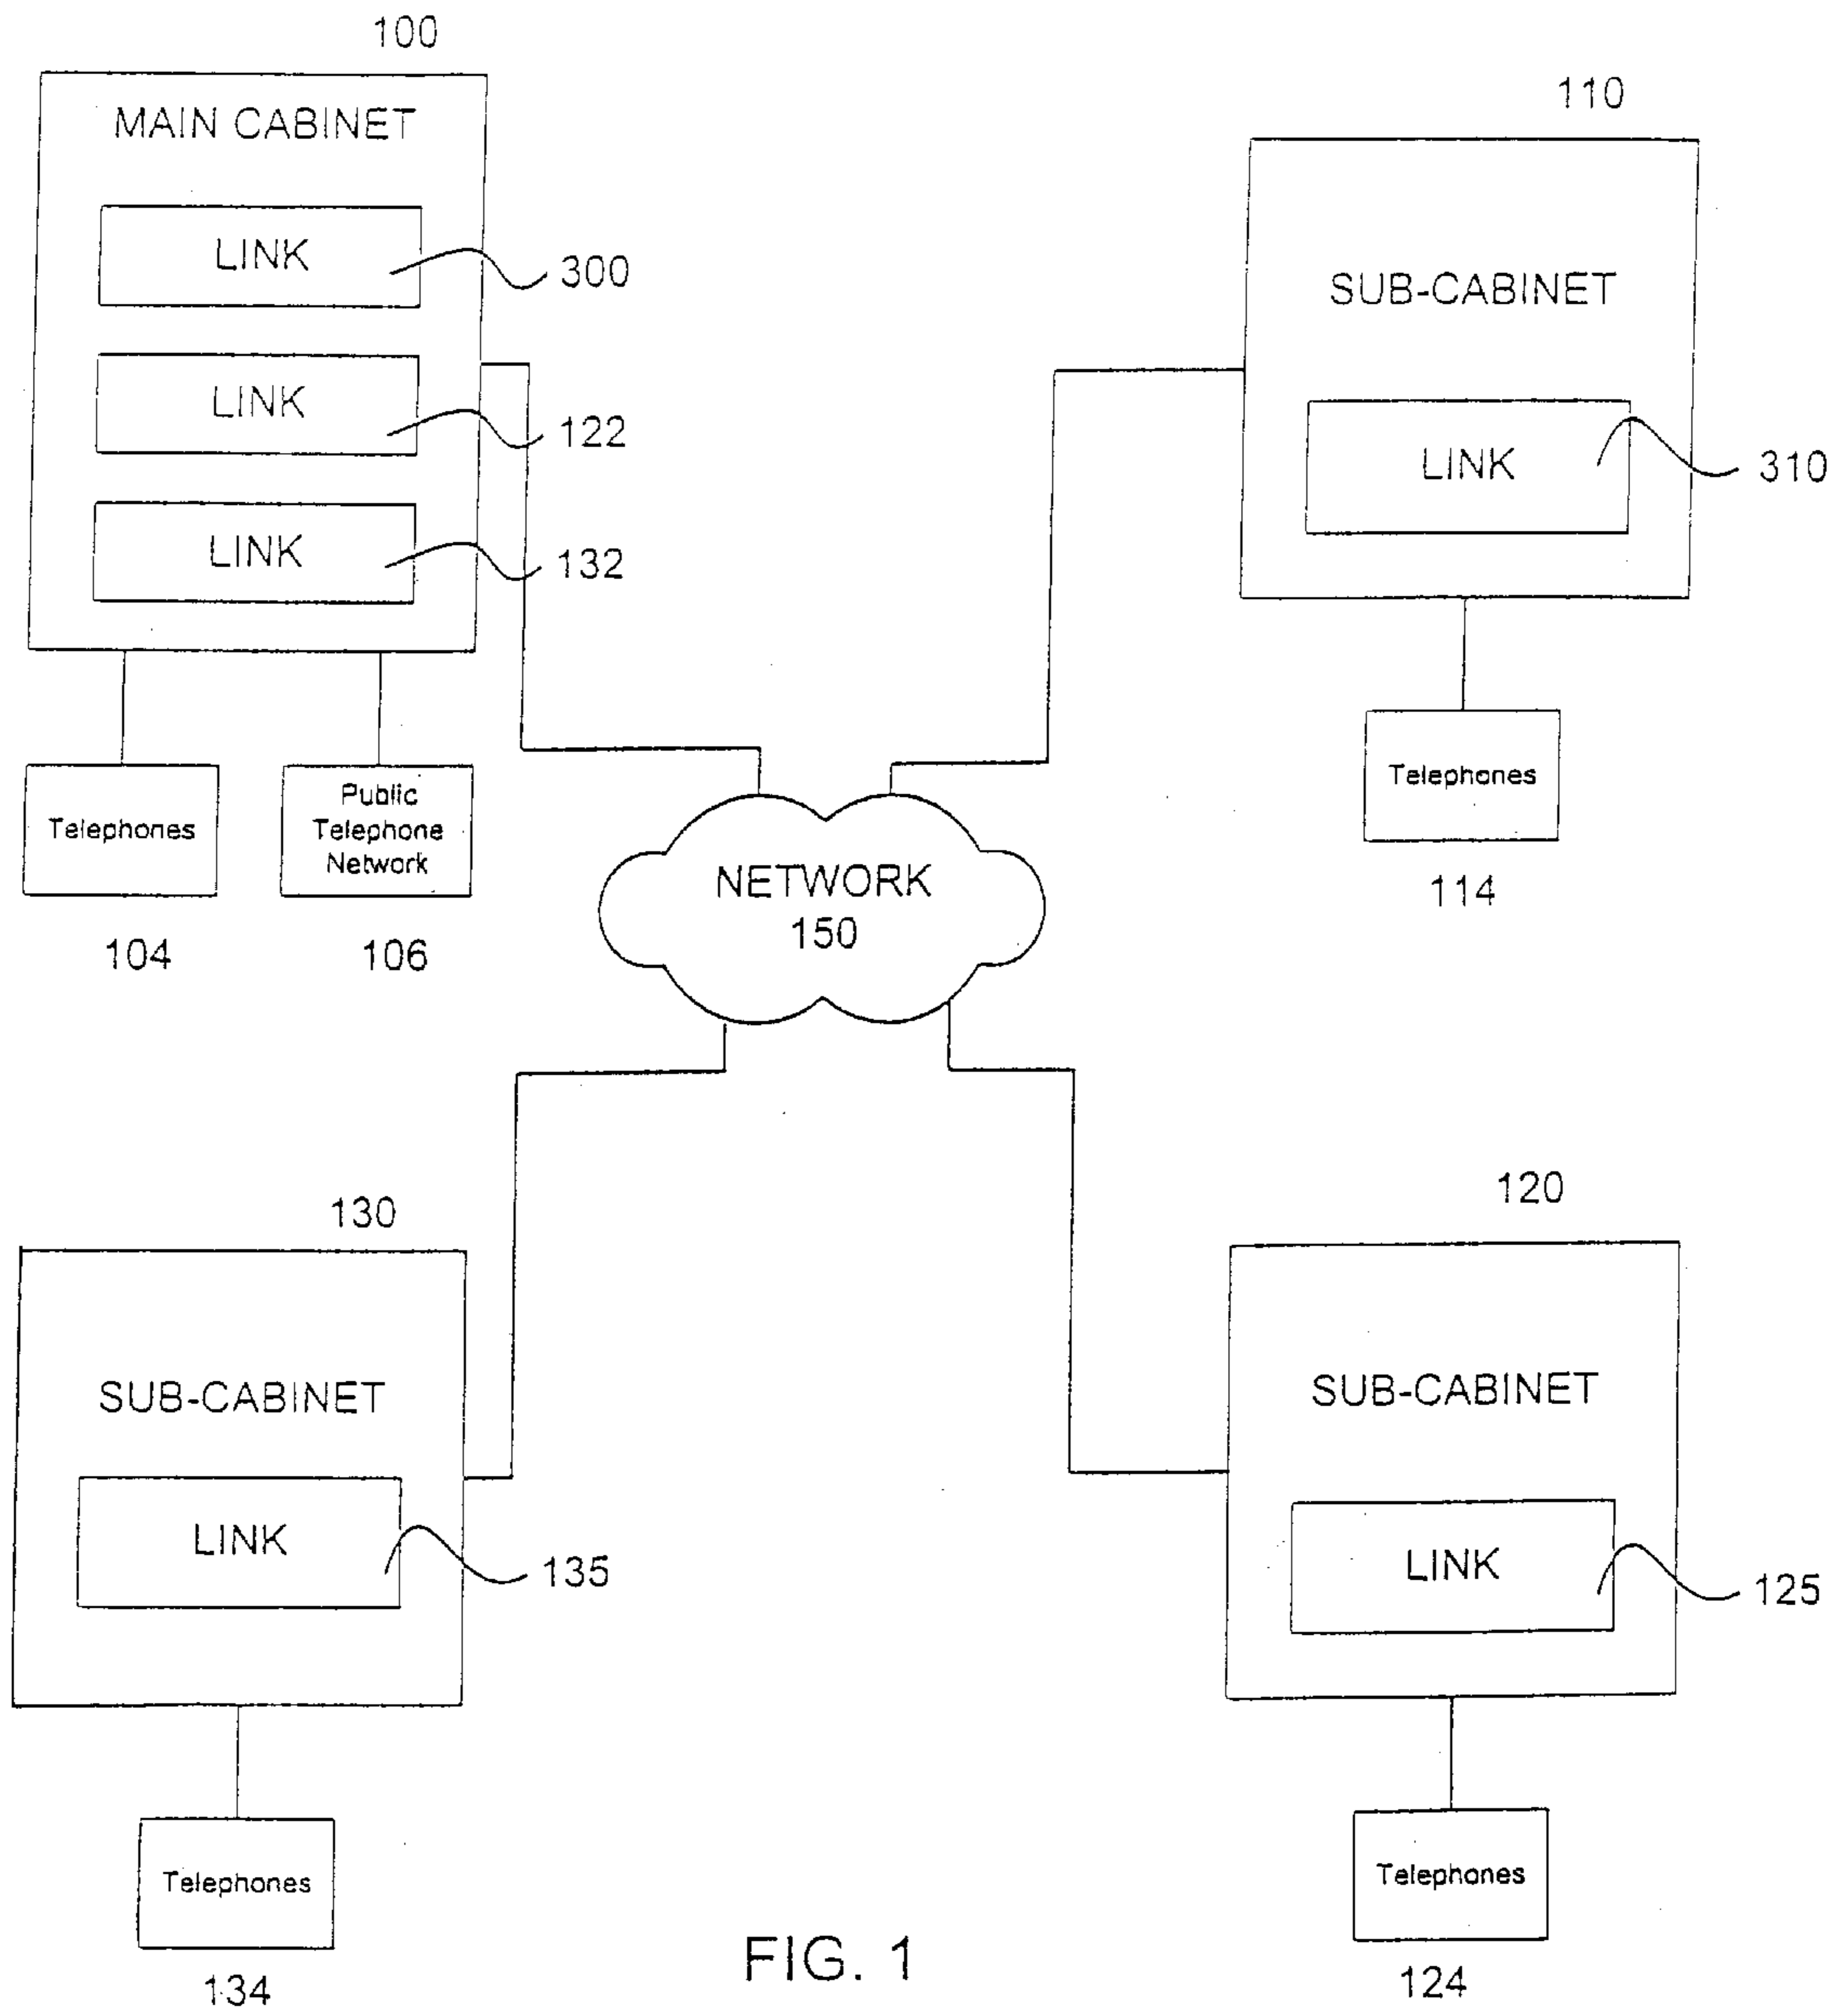 100
MAIN CABINET
LINK
300
LINK
122
LINK
132
Telephones
104
Public
Telephone
Network
106
110
SUB-CABINET
LINK
310
Telephones
114
NETWORK
150
130
SUB-CABINET
LINK
135
Telephones
134
120
SUB-CABINET
LINK
125
Telephones
124
FIG. 1